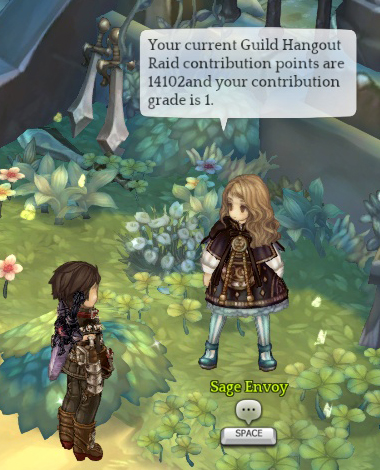 Your current Guild Hangout
Raid contribution points are
14102and your contribution
grade is 1.
Sage Envoy
SPACE